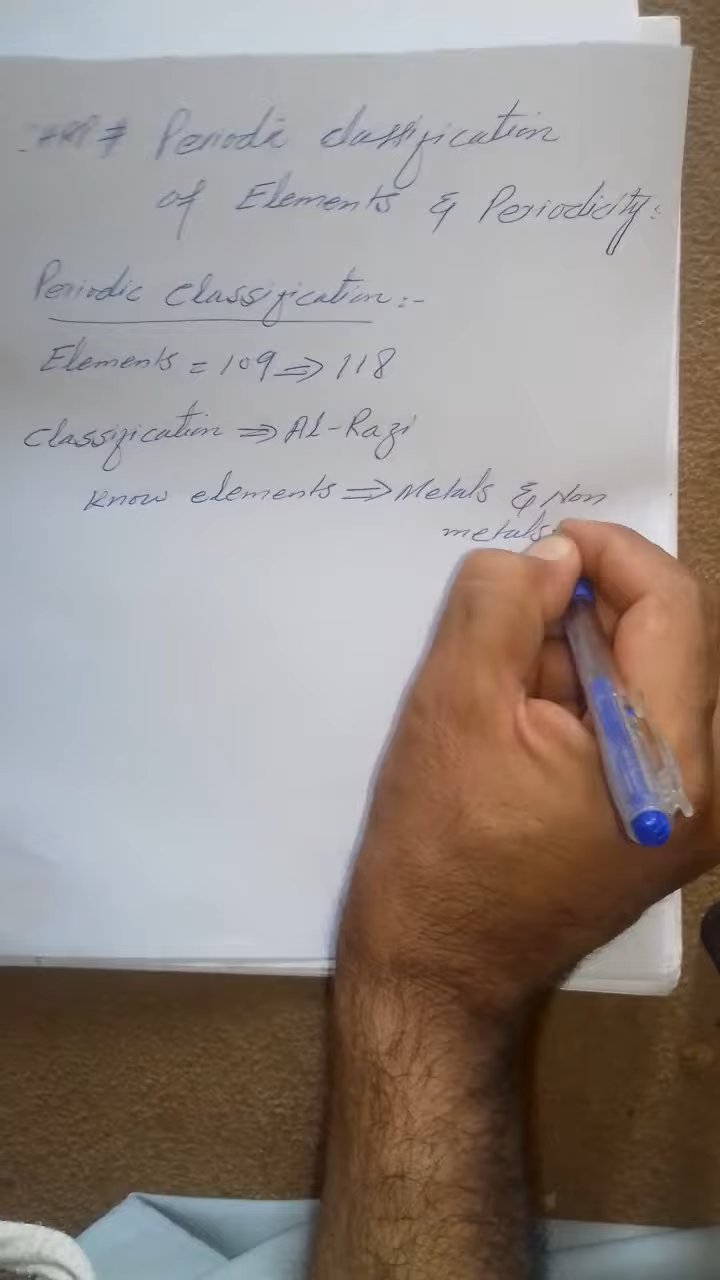 # Periodic classification
of Elements & Periodicity:
Periodic Classification:-
Elements = 109 ⇒ 118
Classification ⇒ Al-Razi
Know elements ⇒ Metals & Non
metals